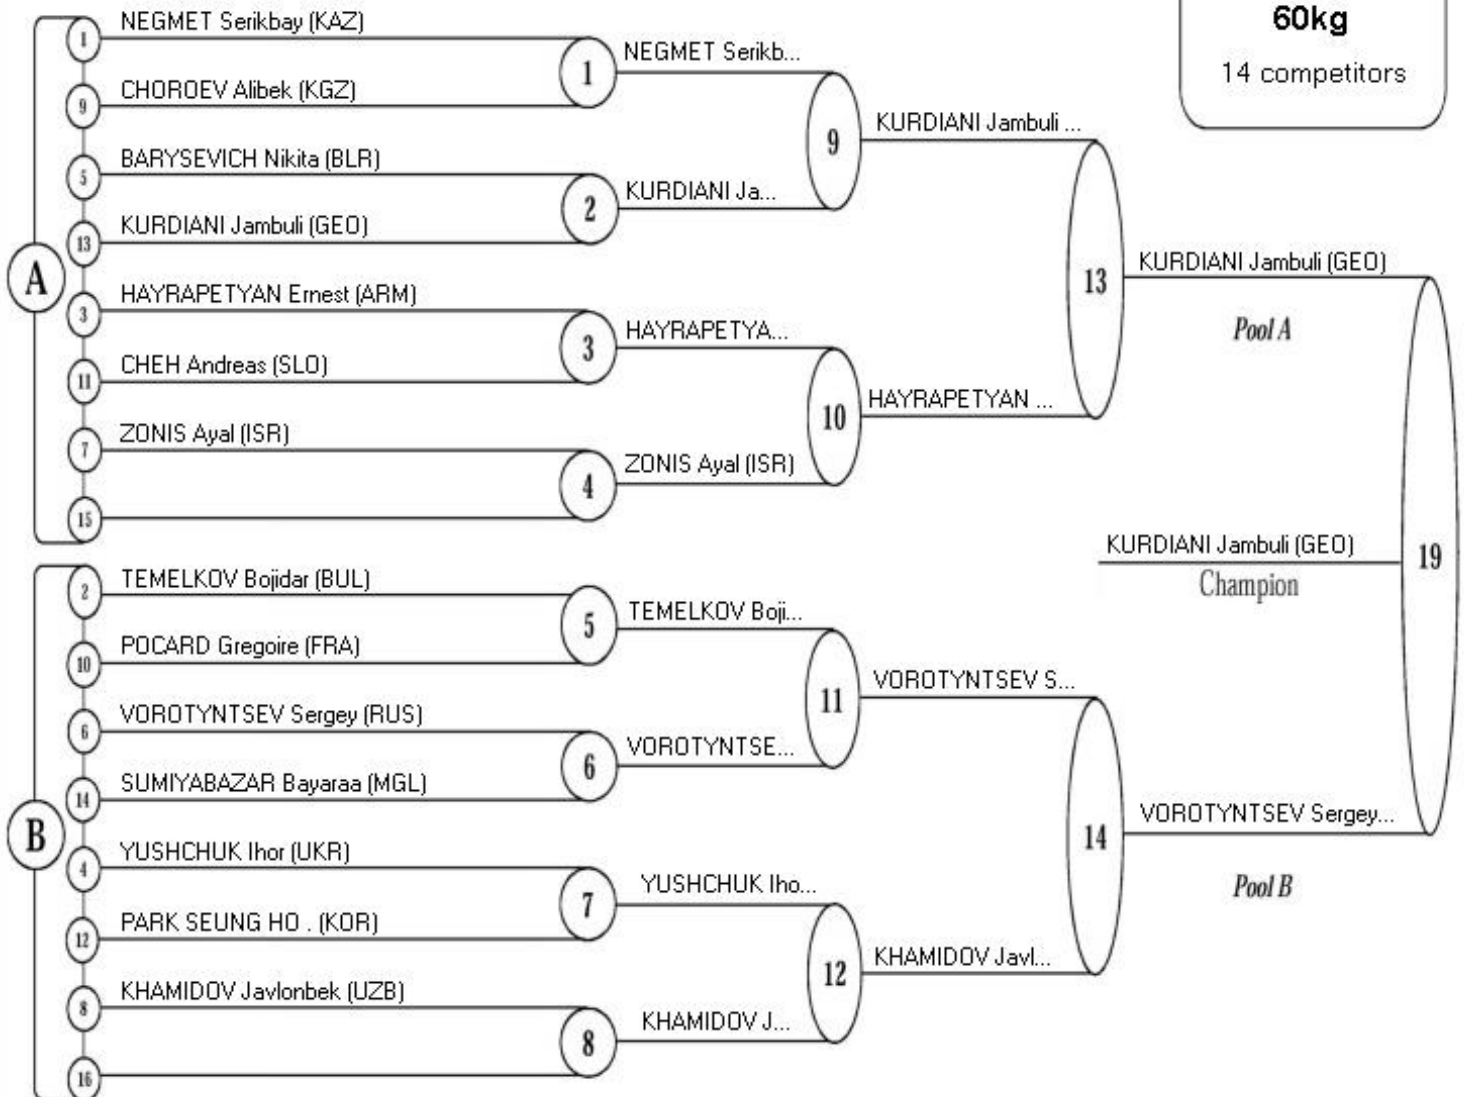 60kg
14 competitors
A
1
NEGMET Serikbay (KAZ)
9
CHOROEV Alibek (KGZ)
5
BARYSEVICH Nikita (BLR)
13
KURDIANI Jambuli (GEO)
3
HAYRAPETYAN Ernest (ARM)
11
CHEH Andreas (SLO)
7
ZONIS Ayal (ISR)
15
B
2
TEMELKOV Bojidar (BUL)
10
POCARD Gregoire (FRA)
6
VOROTYNTSEV Sergey (RUS)
14
SUMIYABAZAR Bayaraa (MGL)
4
YUSHCHUK Ihor (UKR)
12
PARK SEUNG HO . (KOR)
8
KHAMIDOV Javlonbek (UZB)
16
1
NEGMET Serikb...
2
KURDIANI Ja...
3
HAYRAPETYA...
4
ZONIS Ayal (ISR)
5
TEMELKOV Boji...
6
VOROTYNTSE...
7
YUSHCHUK Iho...
8
KHAMIDOV J...
9
KURDIANI Jambuli ...
10
HAYRAPETYAN ...
11
VOROTYNTSEV S...
12
KHAMIDOV Javl...
13
KURDIANI Jambuli (GEO)
Pool A
14
VOROTYNTSEV Sergey...
Pool B
19
KURDIANI Jambuli (GEO)
Champion